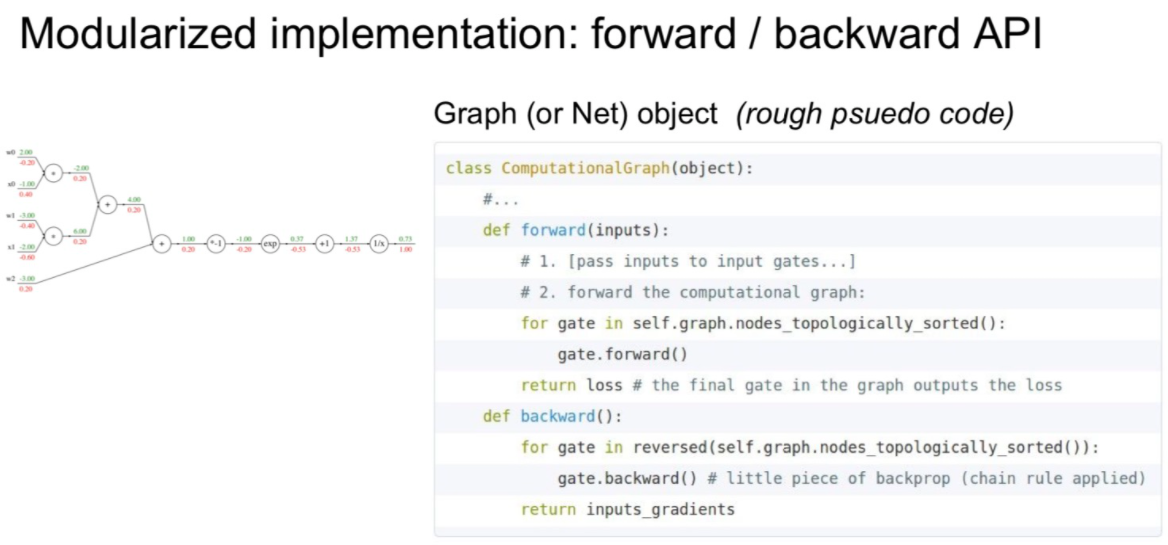 Modularized implementation: forward / backward API
Graph (or Net) object (rough psuedo code)
w0 2.00
-0.20
x0 -1.00
0.40
-2.00
0.20
w1 -3.00
-0.40
x1 -2.00
-0.60
6.00
0.20
w2 -3.00
0.20
+
4.00
0.20
+
1.00
0.20
*-1
-1.00
-0.20
exp
0.37
-0.53
+1
1.37
-0.53
1/x
0.73
1.00
class ComputationalGraph(object):
#...
def forward(inputs):
# 1. [pass inputs to input gates...]
# 2. forward the computational graph:
for gate in self.graph.nodes_topologically_sorted():
gate.forward()
return loss # the final gate in the graph outputs the loss
def backward():
for gate in reversed(self.graph.nodes_topologically_sorted()):
gate.backward() # little piece of backprop (chain rule applied)
return inputs_gradients